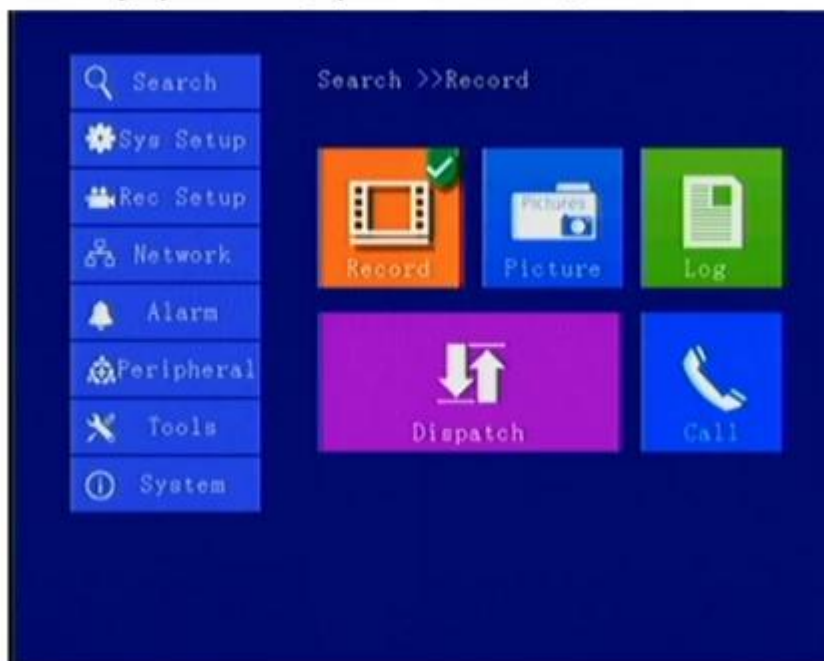 Search
Sys Setup
Rec Setup
Network
Alarm
Peripheral
Tools
System
Search >>Record
Record
Pictures
Picture
Log
Dispatch
Call